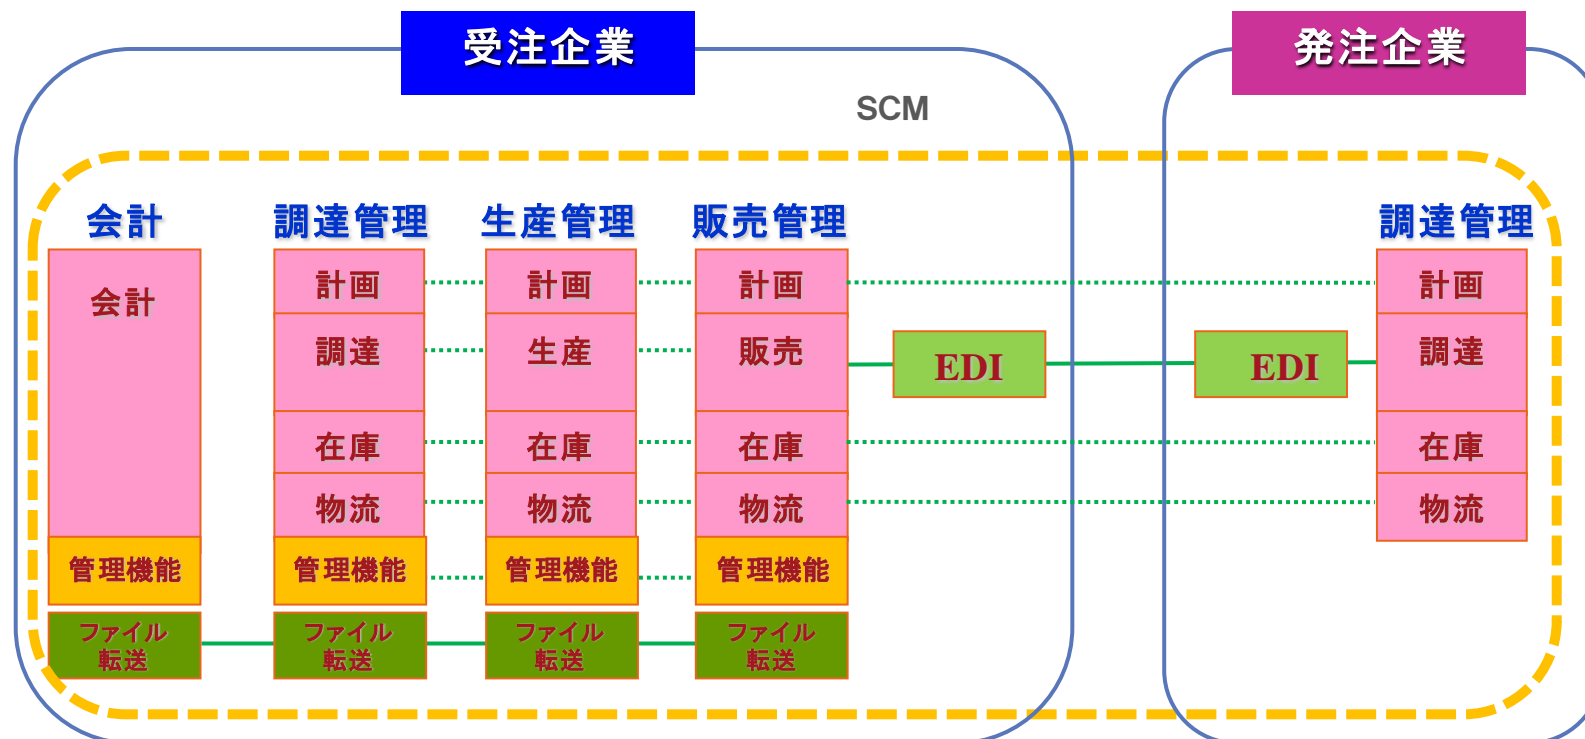 受注企業
発注企業
SCM
会計
調達管理
生産管理
販売管理
調達管理
会計
計画
計画
計画
計画
調達
生産
販売
EDI
EDI
調達
在庫
在庫
在庫
在庫
物流
物流
物流
物流
管理機能
管理機能
管理機能
管理機能
ファイル
転送
ファイル
転送
ファイル
転送
ファイル
転送